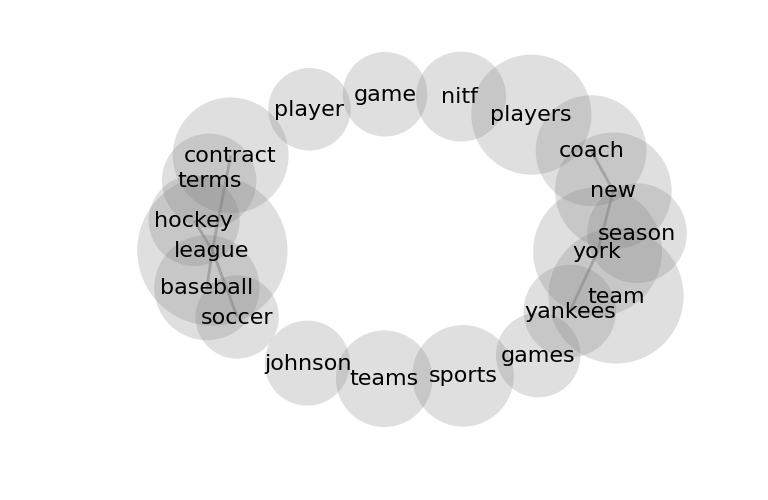 game
nitf
player
players
coach
contract
terms
new
hockey
season
league
york
baseball
team
yankees
soccer
games
johnson
sports
teams